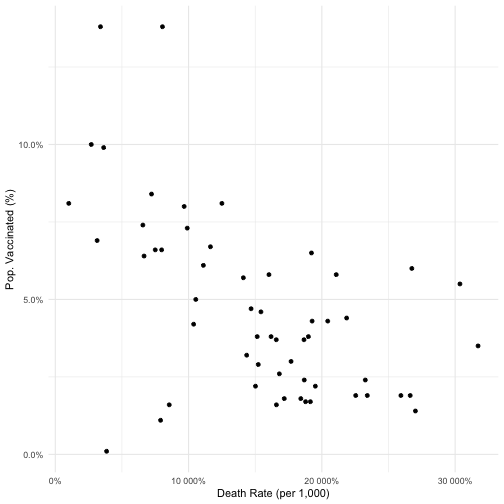 10.0%
5.0%
0.0%
Pop. Vaccinated (%)
0% 10 000% 20 000% 30 000%
Death Rate (per 1,000)